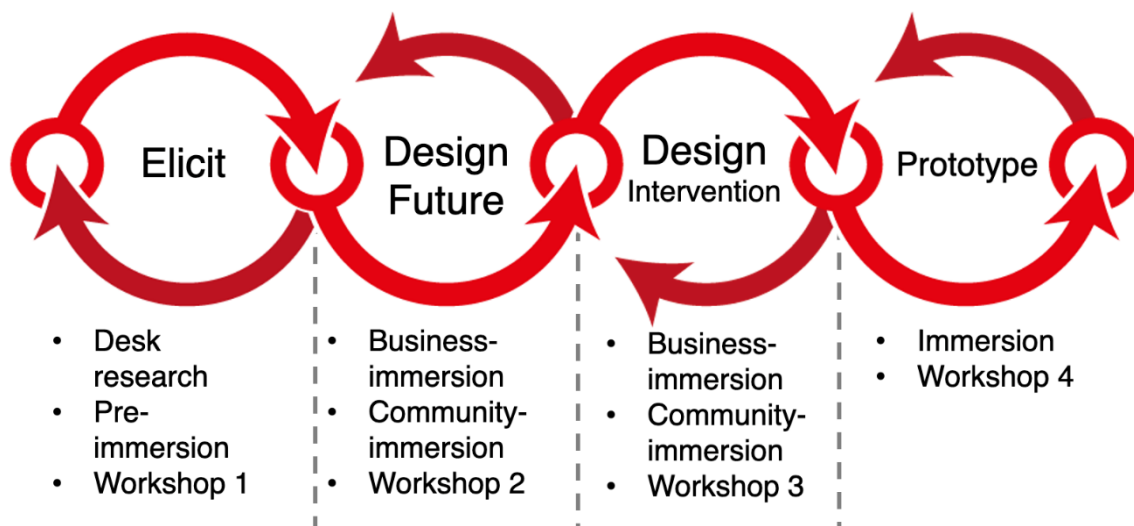 Elicit
Design
Future
Design
Intervention
Prototype
• Desk
research
• Pre-
immersion
• Workshop 1
• Business-
immersion
• Community-
immersion
• Workshop 2
• Business-
immersion
• Community-
immersion
• Workshop 3
• Immersion
• Workshop 4